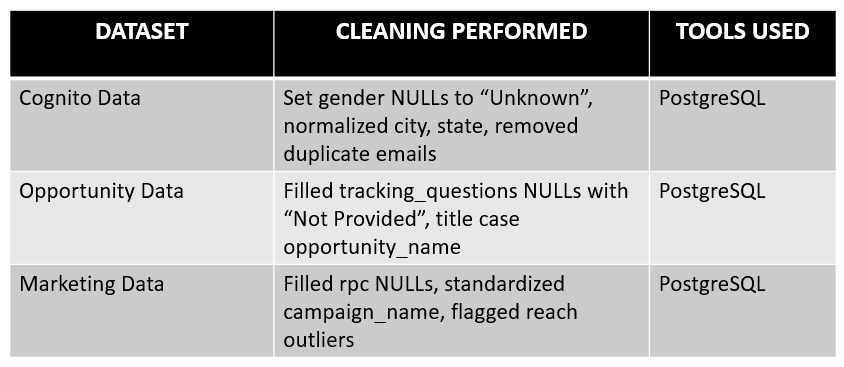 DATASET
CLEANING PERFORMED
TOOLS USED
Cognito Data
Set gender NULLs to “Unknown”,
normalized city, state, removed
duplicate emails
PostgreSQL
Opportunity Data
Filled tracking_questions NULLs with
“Not Provided”, title case
opportunity_name
PostgreSQL
Marketing Data
Filled rpc NULLs, standardized
campaign_name, flagged reach
outliers
PostgreSQL